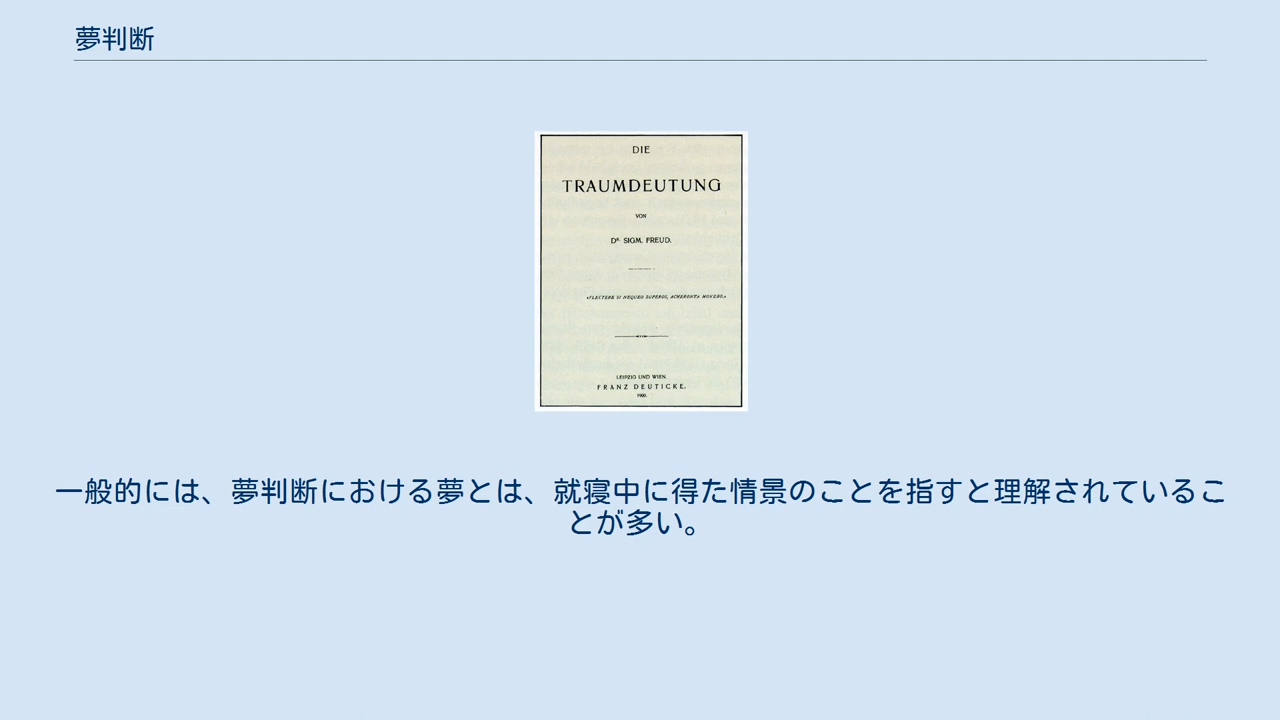 夢判断
DIE
TRAUMDEUTUNG
VON
DR. SIGM. FREUD.
«FLECTERE SI NEQUEO SUPEROS, ACHERONTA MOVEBO.»
LEIPZIG UND WIEN.
FRANZ DEUTICKE.
1900.
一般的には、夢判断における夢とは、就寝中に得た情景のことを指すと理解されているこ
とが多い。